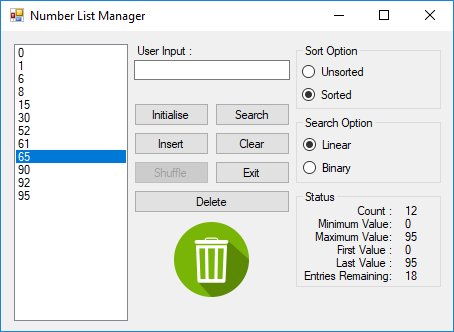 Number List Manager
0
1
6
8
15
30
52
61
65
90
92
95
User Input :
Initialise
Search
Insert
Clear
Shuffle
Exit
Delete
Sort Option
Unsorted
Sorted
Search Option
Linear
Binary
Status
Count : 12
Minimum Value: 0
Maximum Value: 95
First Value : 0
Last Value : 95
Entries Remaining: 18